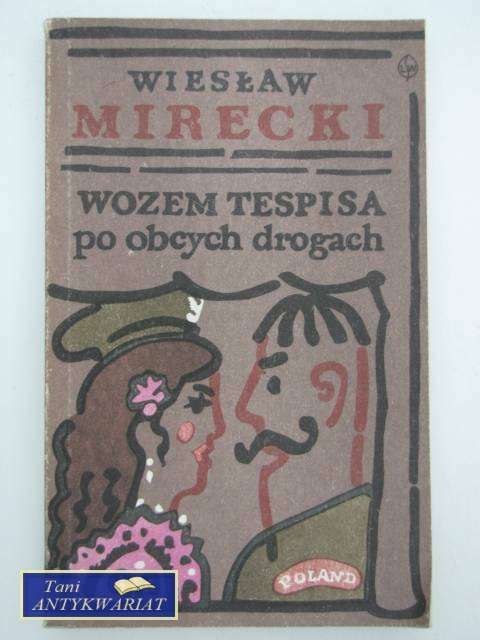 WIESŁAW
MIRECKI
WOZEM TESPISA
po obcych drogach
POLAND
Tani
ANTYKWARIAT